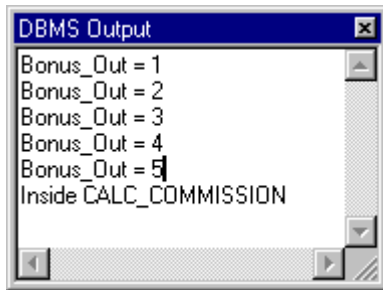 DBMS Output
Bonus_Out = 1
Bonus_Out = 2
Bonus_Out = 3
Bonus_Out = 4
Bonus_Out = 5
Inside CALC_COMMISSION